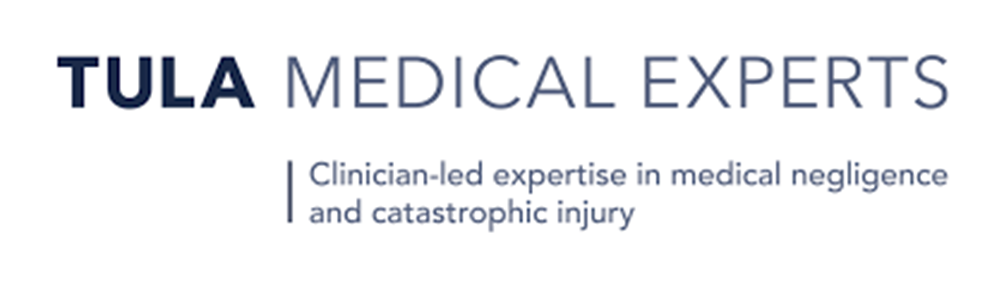 TULA MEDICAL EXPERTS
Clinician-led expertise in medical negligence
and catastrophic injury